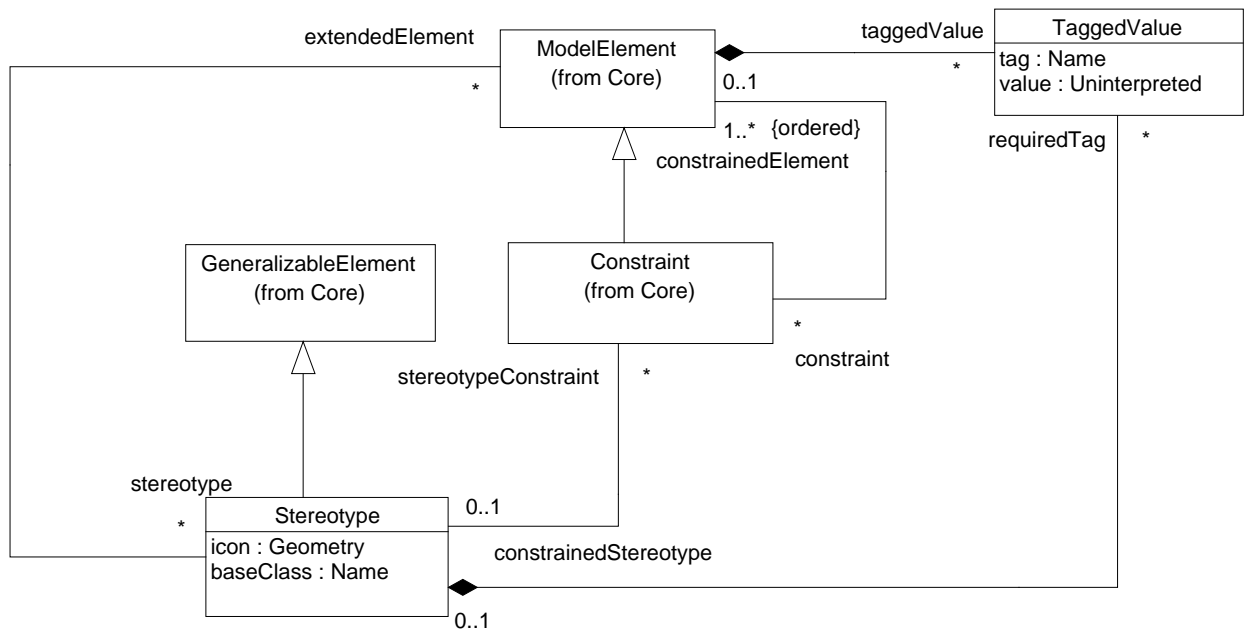 extendedElement
*
ModelElement
(from Core)
taggedValue
*
0..1
TaggedValue
tag : Name
value : Uninterpreted
1..* {ordered}
constrainedElement
requiredTag
*
GeneralizableElement
(from Core)
Constraint
(from Core)
*
constraint
stereotypeConstraint
*
stereotype
*
0..1
Stereotype
icon : Geometry
baseClass : Name
constrainedStereotype
0..1